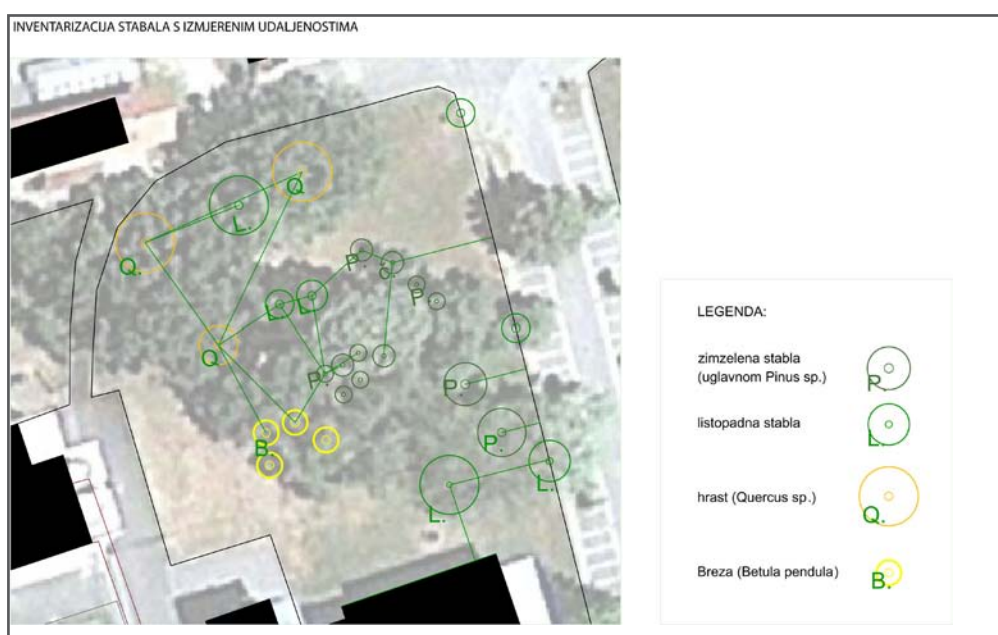 INVENTARIZACIJA STABALA S IZMJERENIM UDALJENOSTIMA
Q.
L.
Q.
P.
č.
P.
L.
L.
Q.
P.
P.
B.
P.
L.
L.
LEGENDA:
zimzelena stabla
(uglavnom Pinus sp.)
P.
listopadna stabla
L.
hrast (Quercus sp.)
Q.
Breza (Betula pendula)
B.